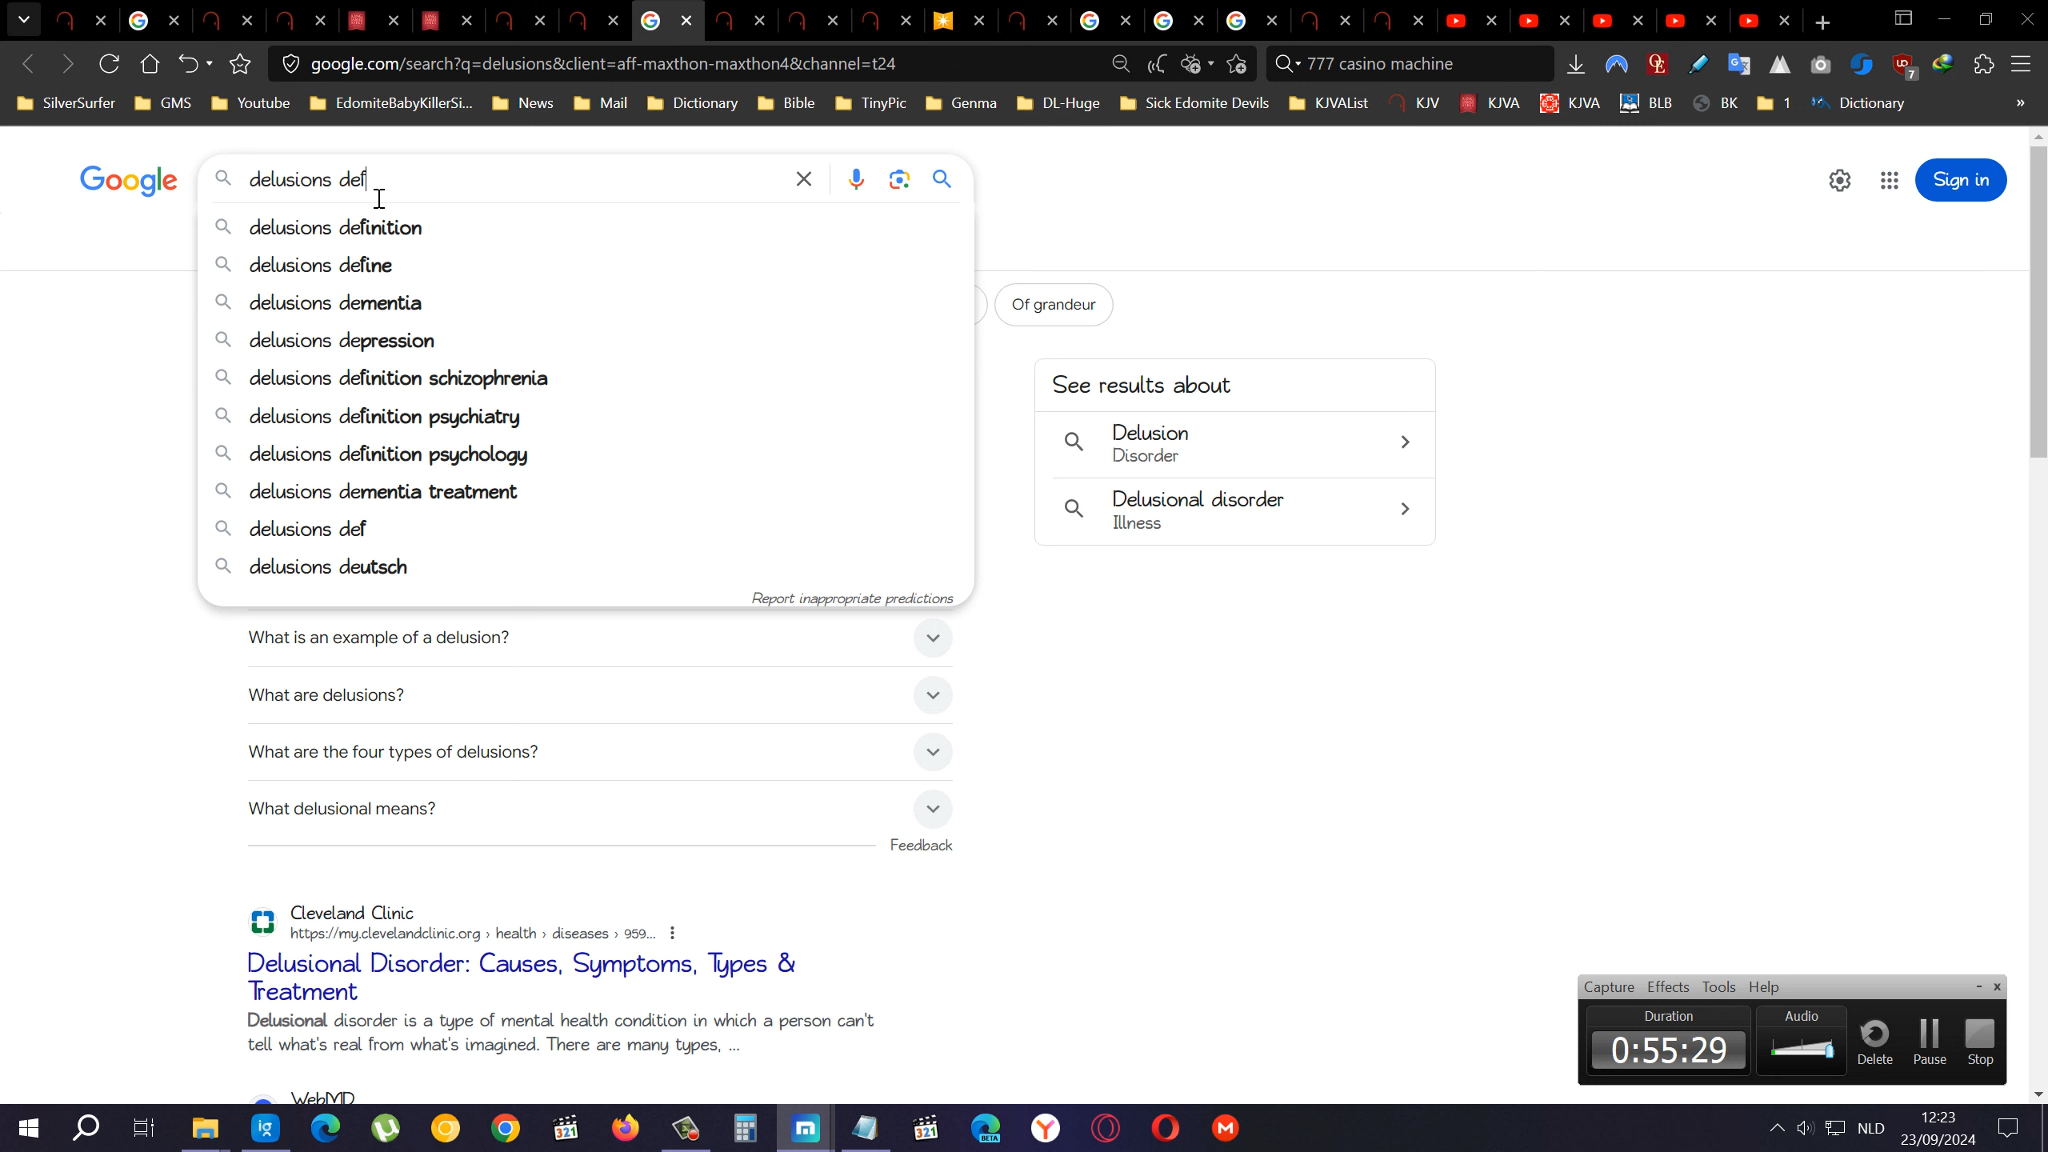 google.com/search?q=delusions&client=aff-maxthon-maxthon4&channel=t24
777 casino machine
7
SilverSurfer
GMS
Youtube
EdomiteBabyKillerSi...
News
Mail
Dictionary
Bible
TinyPic
Genma
DL-Huge
Sick Edomite Devils
KJVAList
KJV
KJVA
KJVA
BLB
BK
1
Dictionary
»
Google
delusions def
Sign in
delusions definition
delusions define
delusions dementia
delusions depression
delusions definition schizophrenia
delusions definition psychiatry
delusions definition psychology
delusions dementia treatment
delusions def
delusions deutsch
Report inappropriate predictions
Of grandeur
See results about
Delusion
Disorder
Delusional disorder
Illness
What is an example of a delusion?
What are delusions?
What are the four types of delusions?
What delusional means?
Feedback
Cleveland Clinic
https://my.clevelandclinic.org › health › diseases › 959...
Delusional Disorder: Causes, Symptoms, Types &
Treatment
Delusional disorder is a type of mental health condition in which a person can't
tell what's real from what's imagined. There are many types, ...
WebMD
Capture Effects Tools Help
Duration
Audio
0:55:29
Delete
Pause
Stop
ig
321
321
BETA
NLD
12:23
23/09/2024